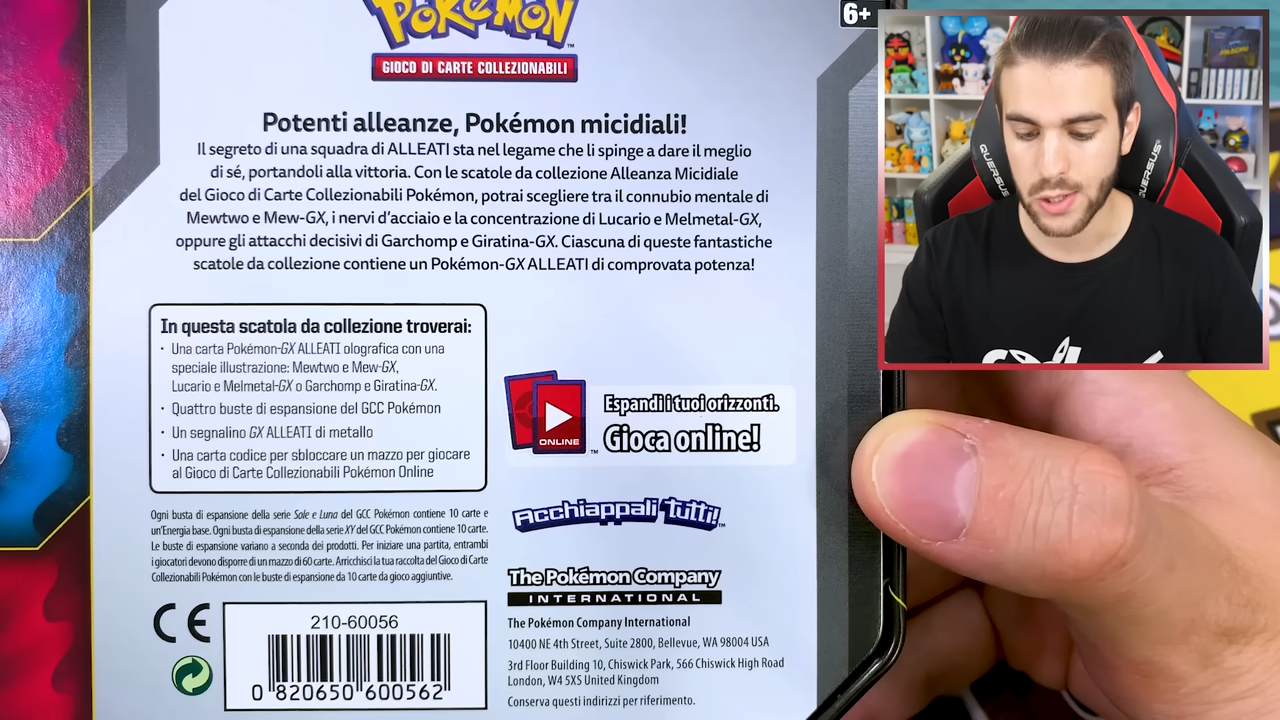 POKéMON
6+
GIOCO DI CARTE COLLEZIONABILI
Potenti alleanze, Pokémon micidiali!
Il segreto di una squadra di ALLEATI sta nel legame che li spinge a dare il meglio
di sé, portandoli alla vittoria. Con le scatole da collezione Alleanza Micidiale
del Gioco di Carte Collezionabili Pokémon, potrai scegliere tra il connubio mentale di
Mewtwo e Mew-GX, i nervi d'acciaio e la concentrazione di Lucario e Melmetal-GX,
oppure gli attacchi decisivi di Garchomp e Giratina-GX. Ciascuna di queste fantastiche
scatole da collezione contiene un Pokémon-GX ALLEATI di comprovata potenza!
In questa scatola da collezione troverai:
• Una carta Pokémon-GX ALLEATI olografica con una
speciale illustrazione: Mewtwo e Mew-GX,
Lucario e Melmetal-GX o Garchomp e Giratina-GX.
• Quattro buste di espansione del GCC Pokémon
• Un segnalino GX ALLEATI di metallo
• Una carta codice per sbloccare un mazzo per giocare
al Gioco di Carte Collezionabili Pokémon Online
Ogni busta di espansione della serie Sole e Luna del GCC Pokémon contiene 10 carte e
un'Energia base. Ogni busta di espansione della serie XY del GCC Pokémon contiene 10 carte.
Le buste di espansione variano a seconda dei prodotti. Per iniziare una partita, entrambi
i giocatori devono disporre di un mazzo di 60 carte. Arricchisci la tua raccolta del Gioco di Carte
Collezionabili Pokémon con le buste di espansione da 10 carte da gioco aggiuntive.
CE
210-60056
0 820650 600562
ONLINE
™
Espandi i tuoi orizzonti.
Gioca online!
Acchiappali Tutti!™
The Pokémon Company
INTERNATIONAL
The Pokémon Company International
10400 NE 4th Street, Suite 2800, Bellevue, WA 98004 USA
3rd Floor Building 10, Chiswick Park, 566 Chiswick High Road
London, W4 5XS United Kingdom
Conserva questi indirizzi per riferimento.
QUERSUS
QUERSUS